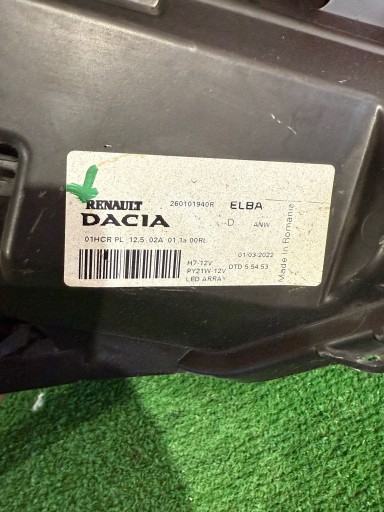 RENAULT 260101940R ELBA
DACIA D ANW
01HCR PL 12.5 02A 01 1a 00RL
01/03-2022
H7-12V DTD 5.54.53
PY21W-12V
LED ARRAY
Made in Romania